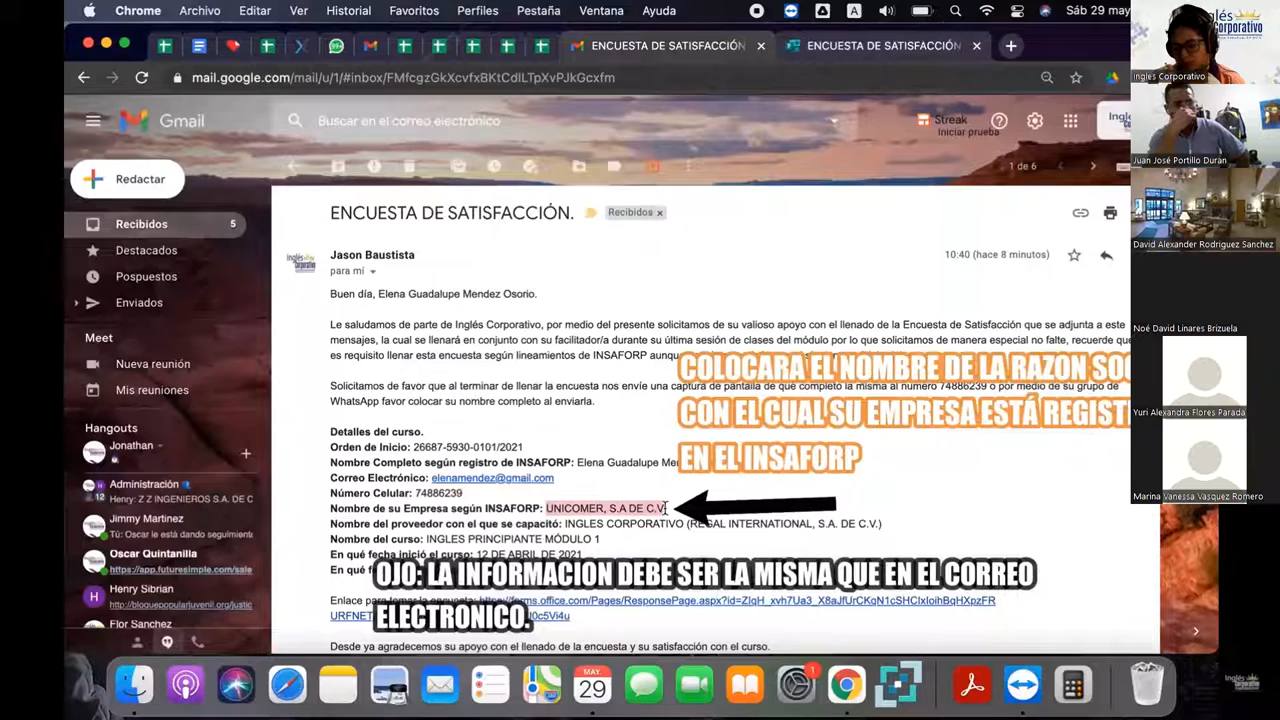 Chrome Archivo Editar Ver Historial Favoritos Perfiles Pestaña Ventana Ayuda Sáb 29 may
ENCUESTA DE SATISFACCIÓN
ENCUESTA DE SATISFACCIÓN
mail.google.com/mail/u/1/#inbox/FMfcgzGkXcvfxBKtCdlLTpXvPJkGcxfm
Gmail
Buscar en el correo electrónico
Streak
Iniciar prueba
Redactar
1 de 6
Recibidos 5
Destacados
Pospuestos
Enviados
Meet
Nueva reunión
Mis reuniones
Hangouts
Jonathan
Administración
12 Henry: Z Z INGENIEROS S.A. DE C
Jimmy Martinez
Tú: Oscar te está dando seguimient
Oscar Quintanilla
https://app.futuresimple.com/sale
Henry Sibrian
http://bloquepopularjuvenil.org/justic
Flor Sanchez
ENCUESTA DE SATISFACCIÓN. Recibidos x
Jason Baustista
para mí
10:40 (hace 8 minutos)
Buen día, Elena Guadalupe Mendez Osorio.
Le saludamos de parte de Inglés Corporativo, por medio del presente solicitamos de su valioso apoyo con el llenado de la Encuesta de Satisfacción que se adjunta a este
mensajes, la cual se llenará en conjunto con su facilitador/a durante su última sesión de clases del módulo por lo que solicitamos de manera especial no falte, recuerde que
es requisito llenar esta encuesta según lineamientos de INSAFORP
COLOCARÁ EL NOMBRE DE LA RAZON SOC
Solicitamos de favor que al terminar de llenar la encuesta nos envíe una captura de pantalla de que completó la misma al número 74886239 o por medio de su grupo de
WhatsApp favor colocar su nombre completo al enviarla.
CON EL CUAL SU EMPRESA ESTÁ REGIST
Detalles del curso.
Orden de Inicio: 26687-5930-0101/2021
Nombre Completo según registro de INSAFORP: Elena Guadalupe
EN EL INSAFORP
Correo Electrónico: elenamendez@gmail.com
Número Celular: 74886239
Nombre de su Empresa según INSAFORP: UNICOMER, S.A DE C.V
Nombre del proveedor con el que se capacitó: INGLES CORPORATIVO (REGAL INTERNATIONAL, S.A. DE C.V.)
Nombre del curso: INGLES PRINCIPIANTE MÓDULO 1
En qué fecha inició el curso: 12 DE ABRIL DE 2021
OJO: LA INFORMACION DEBE SER LA MISMA QUE EN EL CORREO
ELECTRONICO.
Desde ya agradecemos su apoyo con el llenado de la encuesta y su satisfacción con el curso.
Ingles Corporativo
Juan José Portillo Duran
David Alexander Rodriguez Sanchez
Noé David Linares Brizuela
Yuri Alexandra Flores Parada
Marina Vanessa Vásquez Romero
MAY.
29
1